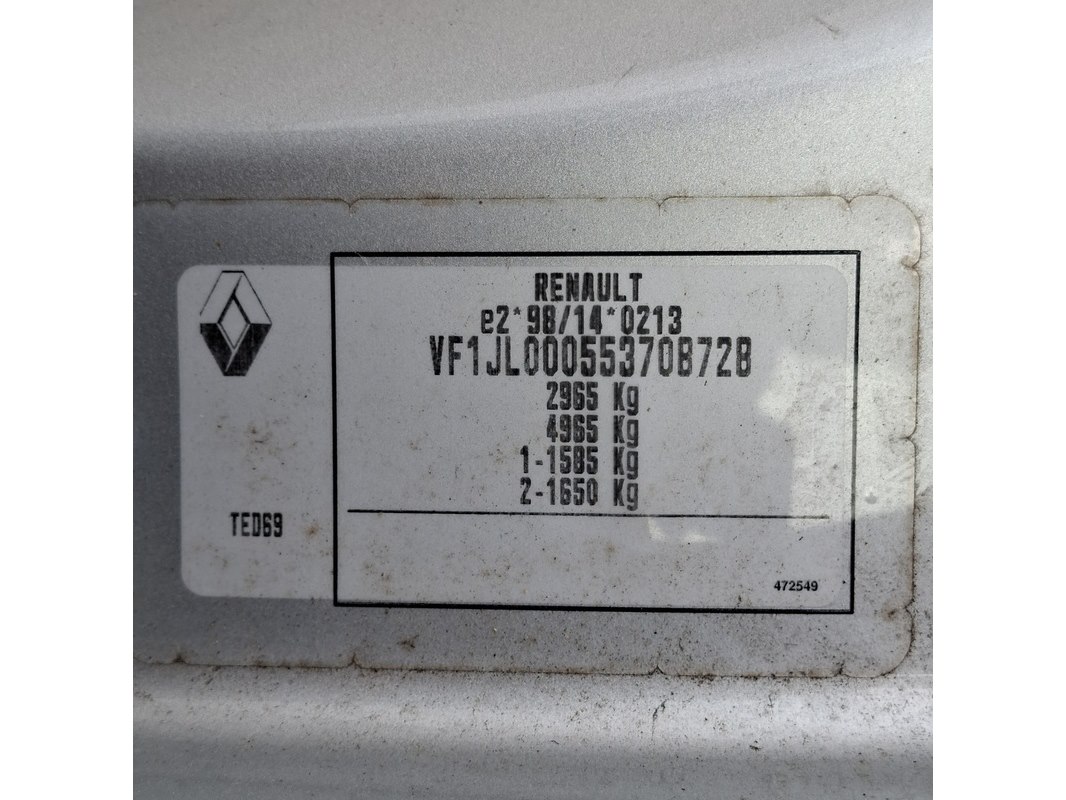 RENAULT
e2*98/14*0213
VF1JL000553708728
2965 Kg
4965 Kg
1-1585 Kg
2-1650 Kg
TED69
472549